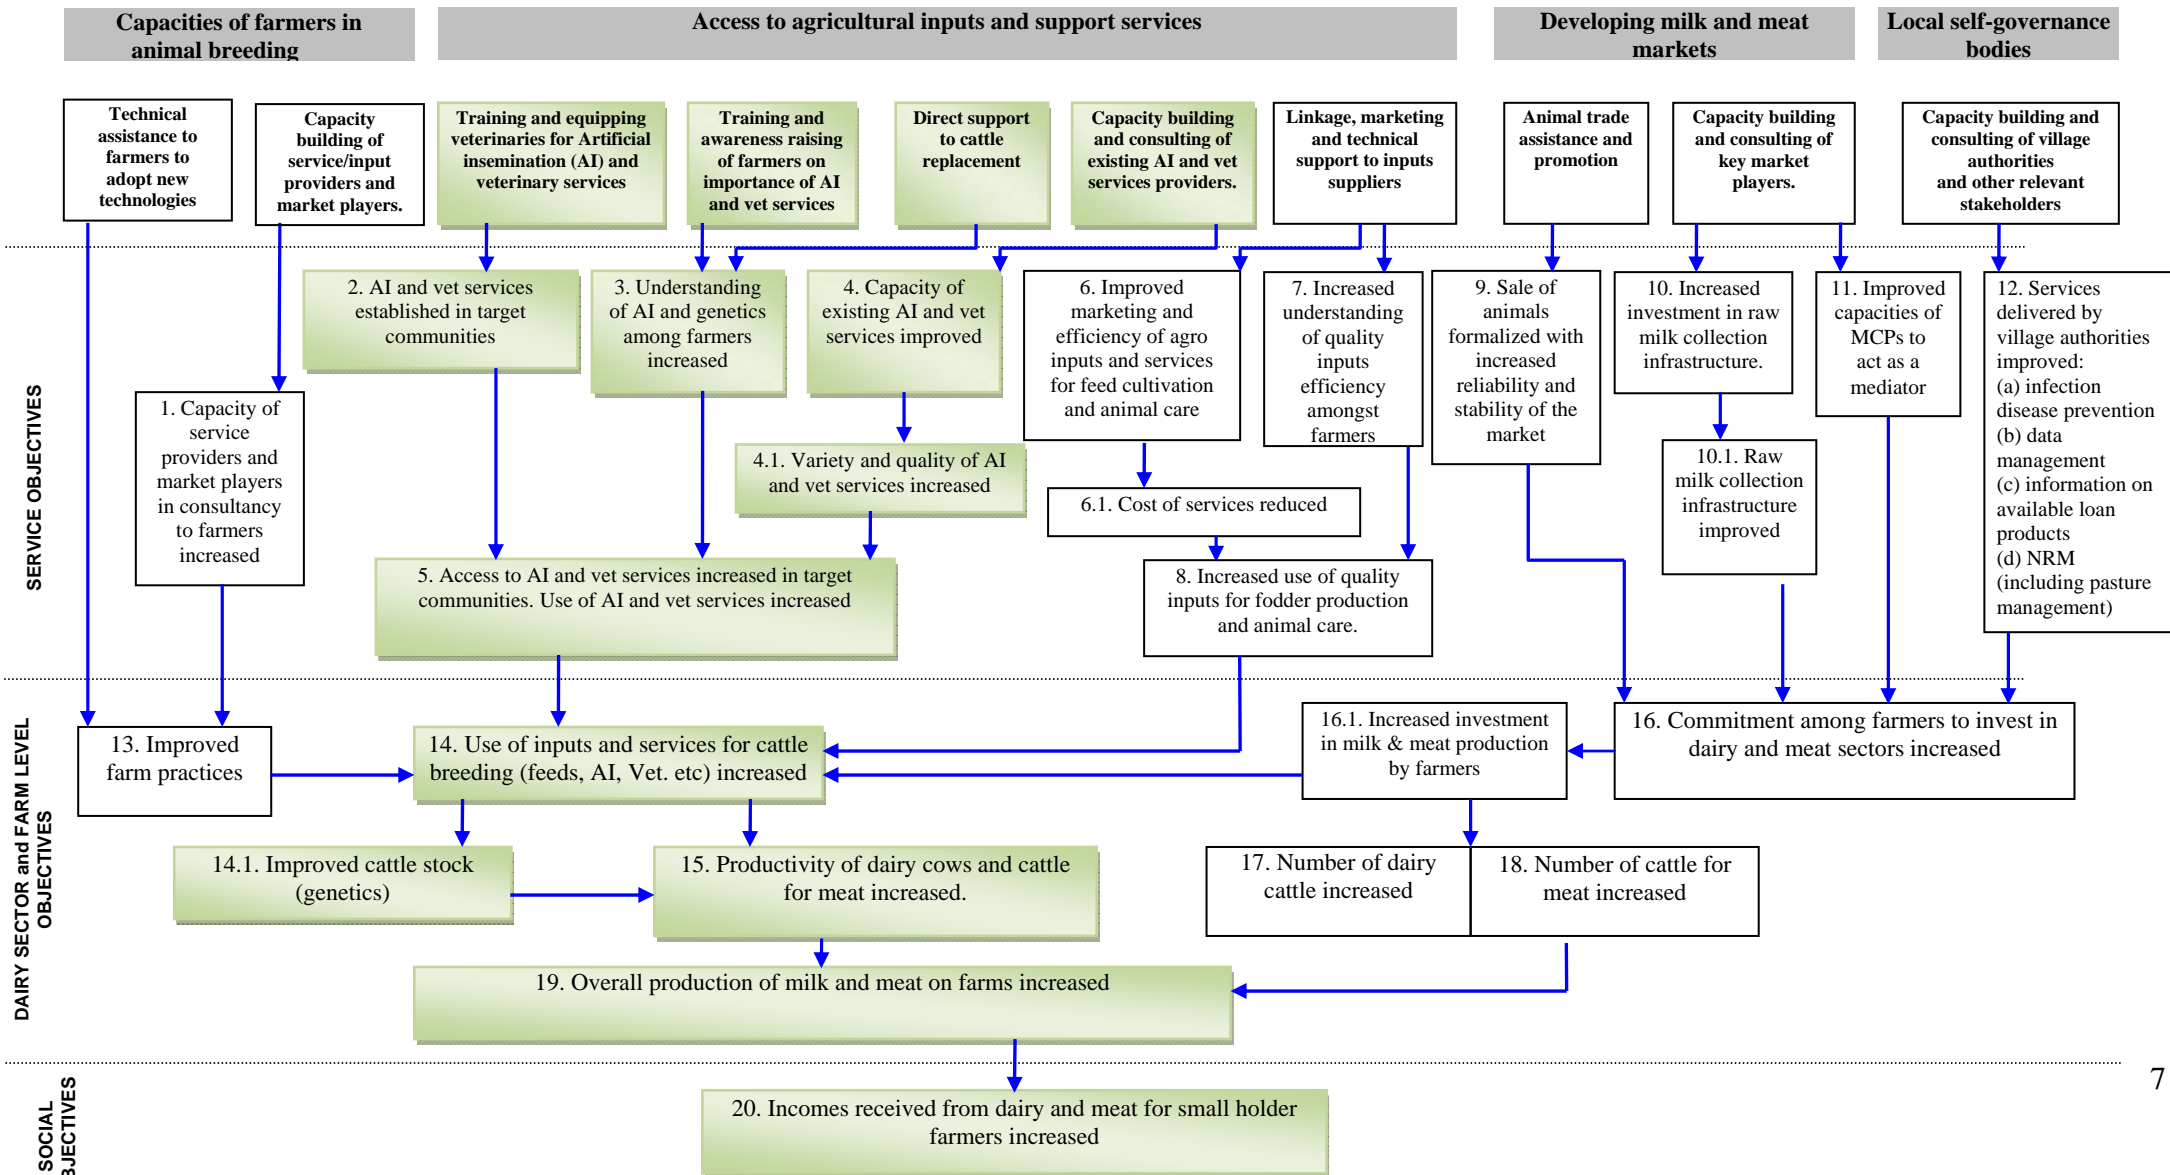 Capacities of farmers in
animal breeding
Access to agricultural inputs and support services
Developing milk and meat
markets
Local self-governance
bodies
Technical
assistance to
farmers to
adopt new
technologies
Capacity
building of
service/input
providers and
market players.
Training and equipping
veterinaries for Artificial
insemination (AI) and
veterinary services
Training and
awareness raising
of farmers on
importance of AI
and vet services
Direct support
to cattle
replacement
Capacity building
and consulting of
existing AI and vet
services providers.
Linkage, marketing
and technical
support to inputs
suppliers
Animal trade
assistance and
promotion
Capacity building
and consulting of
key market
players.
Capacity building and
consulting of village
authorities
and other relevant
stakeholders
SERVICE OBJECTIVES
2. AI and vet services
established in target
communities
3. Understanding
of AI and genetics
among farmers
increased
4. Capacity of
existing AI and vet
services improved
6. Improved
marketing and
efficiency of agro
inputs and services
for feed cultivation
and animal care
7. Increased
understanding
of quality
inputs
efficiency
amongst
farmers
9. Sale of
animals
formalized with
increased
reliability and
stability of the
market
10. Increased
investment in raw
milk collection
infrastructure.
11. Improved
capacities of
MCPs to
act as a
mediator
12. Services
delivered by
village authorities
improved:
(a) infection
disease prevention
(b) data
management
(c) information on
available loan
products
(d) NRM
(including pasture
management)
1. Capacity of
service
providers and
market players
in consultancy
to farmers
increased
4.1. Variety and quality of AI
and vet services increased
10.1. Raw
milk collection
infrastructure
improved
6.1. Cost of services reduced
5. Access to AI and vet services increased in target
communities. Use of AI and vet services increased
8. Increased use of quality
inputs for fodder production
and animal care.
DAIRY SECTOR and FARM LEVEL
OBJECTIVES
13. Improved
farm practices
14. Use of inputs and services for cattle
breeding (feeds, AI, Vet. etc) increased
16.1. Increased investment
in milk & meat production
by farmers
16. Commitment among farmers to invest in
dairy and meat sectors increased
14.1. Improved cattle stock
(genetics)
15. Productivity of dairy cows and cattle
for meat increased.
17. Number of dairy
cattle increased
18. Number of cattle for
meat increased
19. Overall production of milk and meat on farms increased
7
SOCIAL
BJECTIVES
20. Incomes received from dairy and meat for small holder
farmers increased